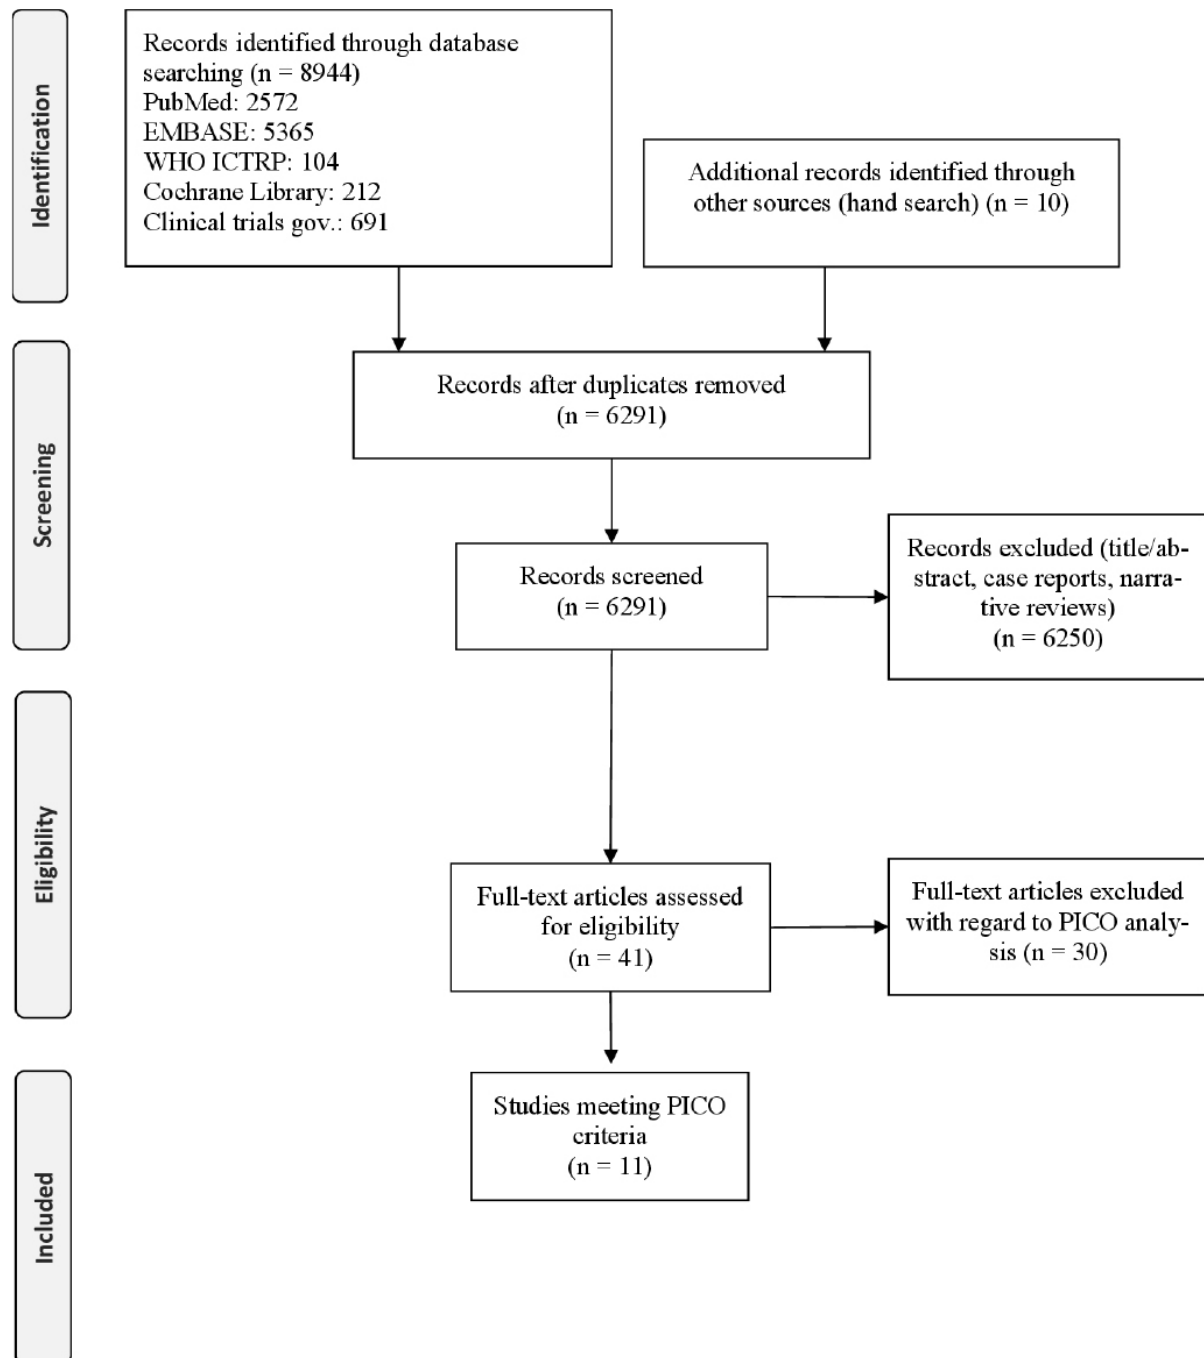 Identification
Records identified through database
searching (n = 8944)
PubMed: 2572
EMBASE: 5365
WHO ICTRP: 104
Cochrane Library: 212
Clinical trials gov.: 691
Additional records identified through
other sources (hand search) (n = 10)
Screening
Records after duplicates removed
(n = 6291)
Records screened
(n = 6291)
Records excluded (title/ab-
stract, case reports, narra-
tive reviews)
(n = 6250)
Eligibility
Full-text articles assessed
for eligibility
(n = 41)
Full-text articles excluded
with regard to PICO analy-
sis (n = 30)
Included
Studies meeting PICO
criteria
(n = 11)